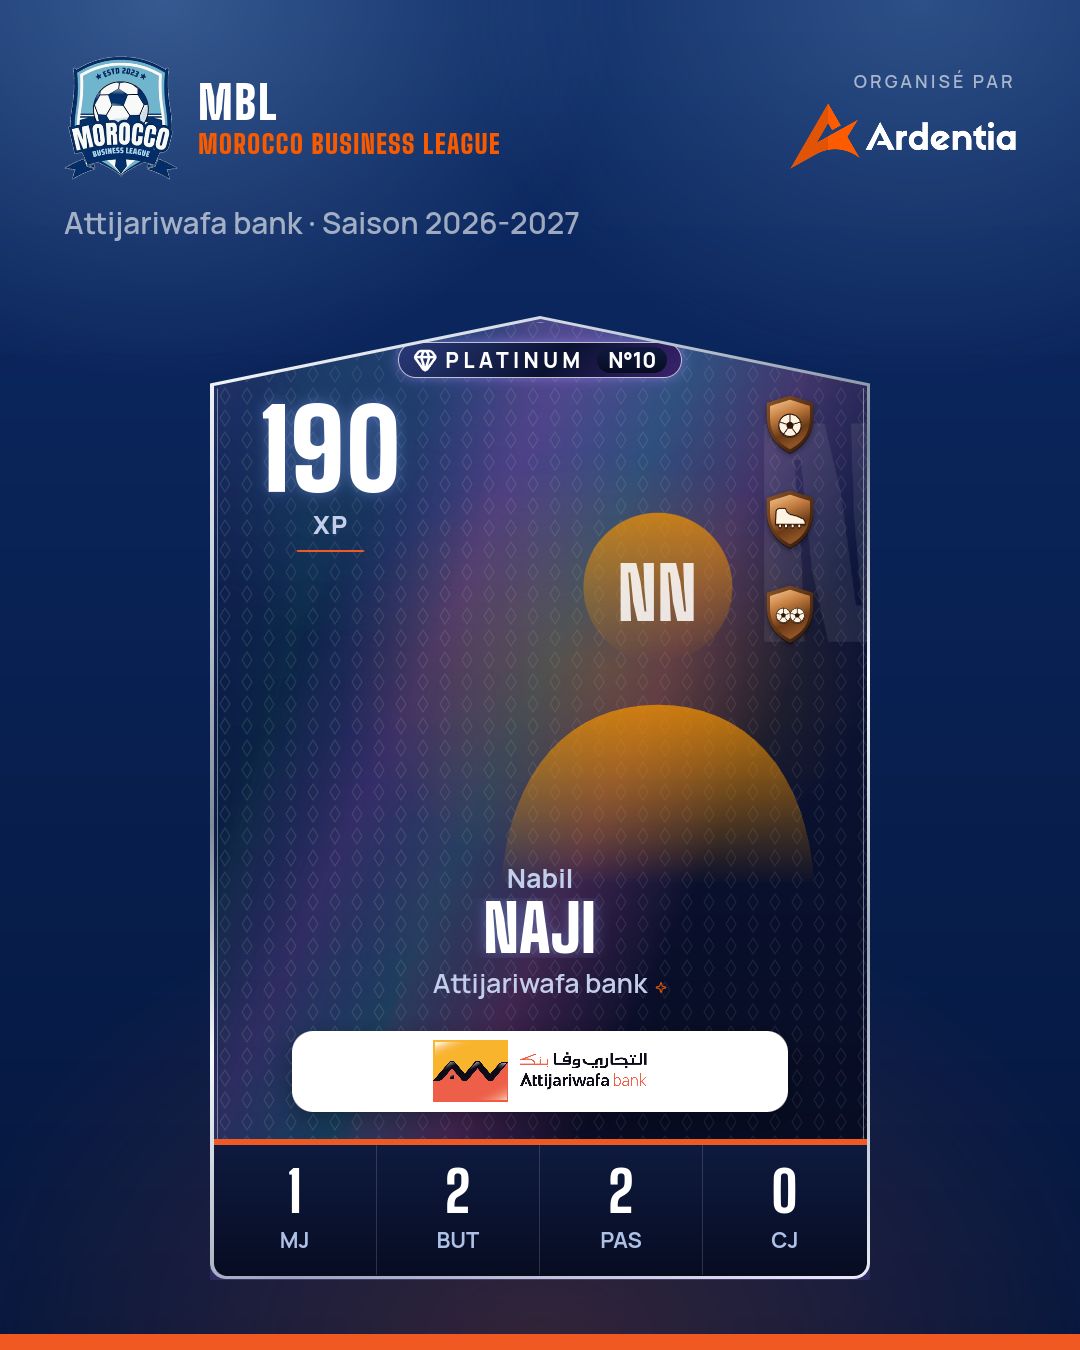 ESTD 2023
MOROCCO
BUSINESS LEAGUE
MBL
MOROCCO BUSINESS LEAGUE
ORGANISÉ PAR
Ardentia
Attijariwafa bank · Saison 2026-2027
PLATINUM N°10
190
XP
N
NN
Nabil
NAJI
Attijariwafa bank
التجاري وفا بنك
Attijariwafa bank
1 2 2 0
MJ BUT PAS CJ